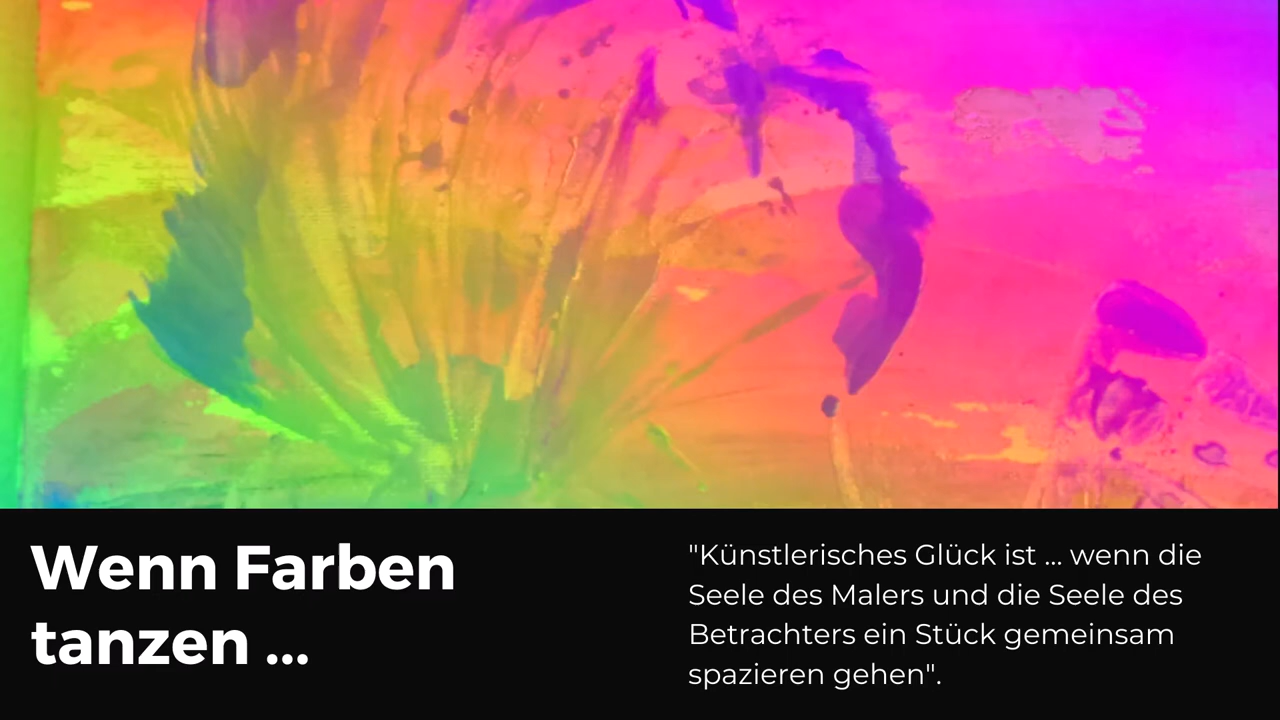 Wenn Farben
tanzen ...
"Künstlerisches Glück ist ... wenn die
Seele des Malers und die Seele des
Betrachters ein Stück gemeinsam
spazieren gehen".